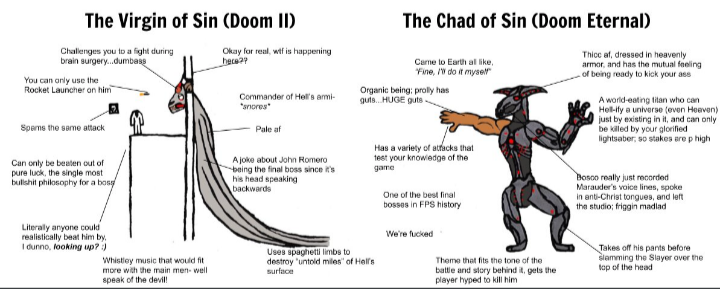 The Virgin of Sin (Doom II)
Challenges you to a fight during
brain surgery...dumbass
Okay for real, wtf is happening
here??
You can only use the
Rocket Launcher on him
Commander of Hell's armi-
*snores*
Spams the same attack
Pale af
Can only be beaten out of
pure luck, the single most
bullshit philosophy for a boss
A joke about John Romero
being the final boss since it's
his head speaking
backwards
Literally anyone could
realistically beat him by,
I dunno, looking up? :)
Whistley music that would fit
more with the main men- well
speak of the devil!
Uses spaghetti limbs to
destroy "untold miles" of Hell's
surface
The Chad of Sin (Doom Eternal)
Came to Earth all like,
"Fine, I'll do it myself"
Thicc af, dressed in heavenly
armor, and has the mutual feeling
of being ready to kick your ass
Organic being; prolly has
guts...HUGE guts
A world-eating titan who can
Hell-ify a universe (even Heaven)
just by existing in it, and can only
be killed by your glorified
lightsaber; so stakes are p high
Has a variety of attacks that
test your knowledge of the
game
Bosco really just recorded
Marauder's voice lines, spoke
in anti-Christ tongues, and left
the studio; friggin madlad
One of the best final
bosses in FPS history
We're fucked
Takes off his pants before
slamming the Slayer over the
top of the head
Theme that fits the tone of the
battle and story behind it, gets the
player hyped to kill him